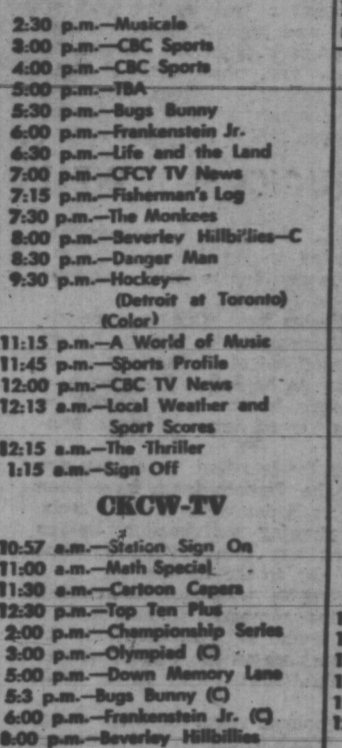 2:30 p.m.—Musicale
3:00 p.m.—CBC Sports
4:00 p.m.—CBC Sports
5:00 p.m.—TBA
5:30 p.m.—Bugs Bunny
6:00 p.m.—Frankenstein Jr.
6:30 p.m.—Life and the Land
7:00 p.m.—CFCY TV News
7:15 p.m.—Fisherman's Log
7:30 p.m.—The Monkees
8:00 p.m.—Beverley Hillbillies—C
8:30 p.m.—Danger Man
9:30 p.m.—Hockey—
(Detroit at Toronto)
(Color)
11:15 p.m.—A World of Music
11:45 p.m.—Sports Profile
12:00 p.m.—CBC TV News
12:13 a.m.—Local Weather and
Sport Scores
12:15 a.m.—The Thriller
1:15 a.m.—Sign Off
CKCW-TV
10:57 a.m.—Station Sign On
11:00 a.m.—Math Special
11:30 a.m.—Cartoon Capers
12:30 p.m.—Top Ten Plus
2:00 p.m.—Championship Series
3:00 p.m.—Olympiad (C)
5:00 p.m.—Down Memory Lane
5:3 p.m.—Bugs Bunny (C)
6:00 p.m.—Frankenstein Jr. (C)
8:00 p.m.—Beverley Hillbillies